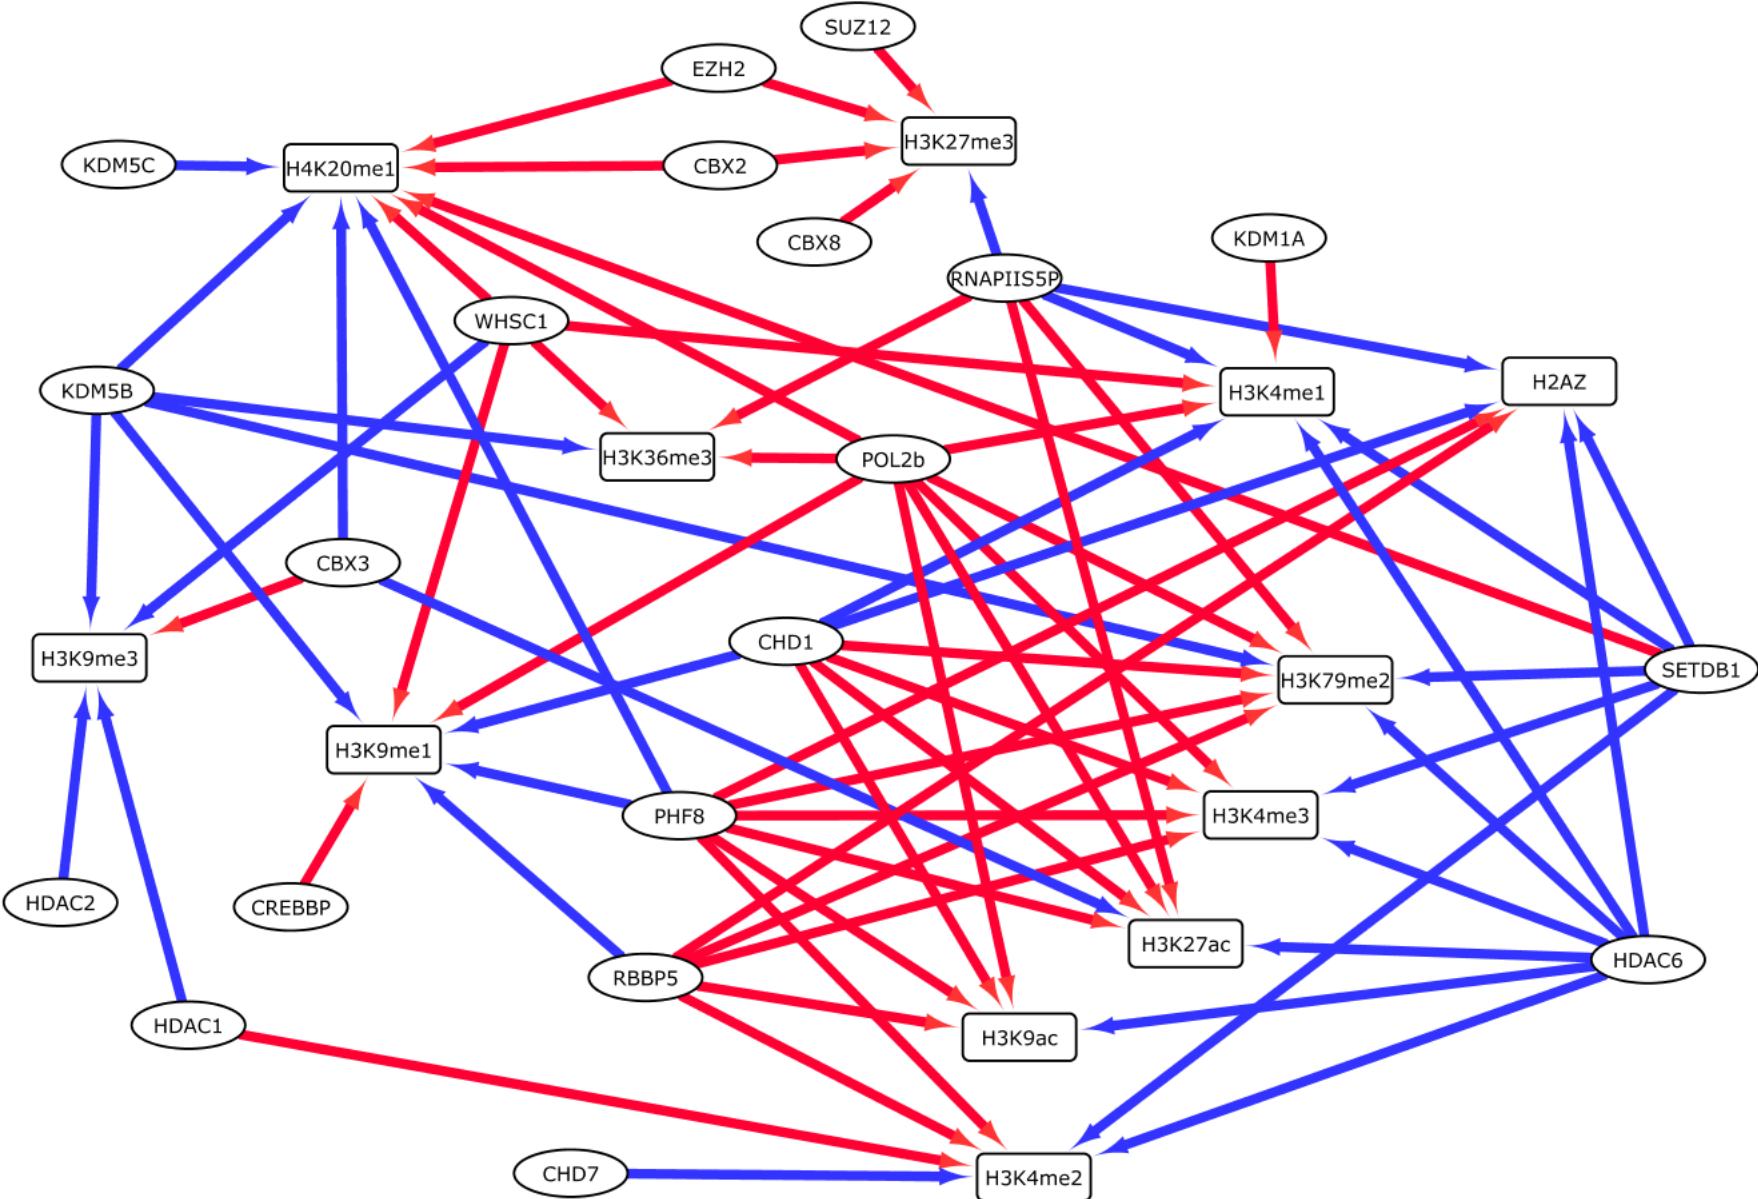 SUZ12
EZH2
H3K27me3
KDM5C
H4K20me1
CBX2
CBX8
KDM1A
RNAPIIS5P
WHSC1
KDM5B
H3K4me1
H2AZ
H3K36me3
POL2b
CBX3
CHD1
H3K9me3
H3K79me2
SETDB1
H3K9me1
PHF8
H3K4me3
HDAC2
CREBBP
H3K27ac
HDAC6
RBBP5
HDAC1
H3K9ac
CHD7
H3K4me2